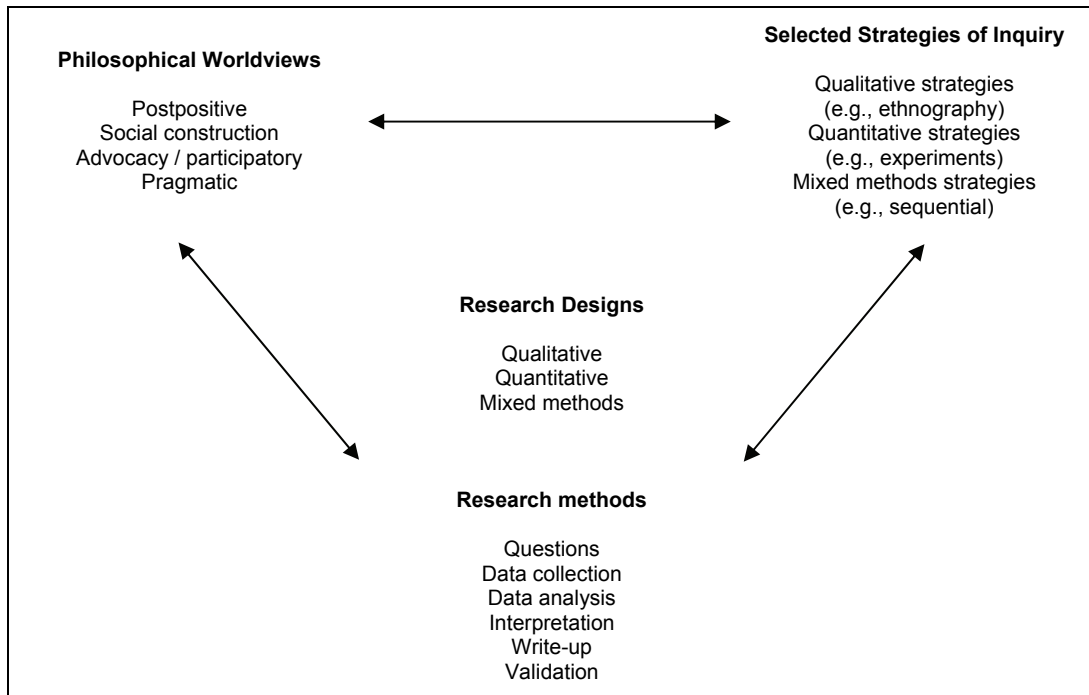 Philosophical Worldviews
Postpositive
Social construction
Advocacy / participatory
Pragmatic
Selected Strategies of Inquiry
Qualitative strategies
(e.g., ethnography)
Quantitative strategies
(e.g., experiments)
Mixed methods strategies
(e.g., sequential)
Research Designs
Qualitative
Quantitative
Mixed methods
Research methods
Questions
Data collection
Data analysis
Interpretation
Write-up
Validation